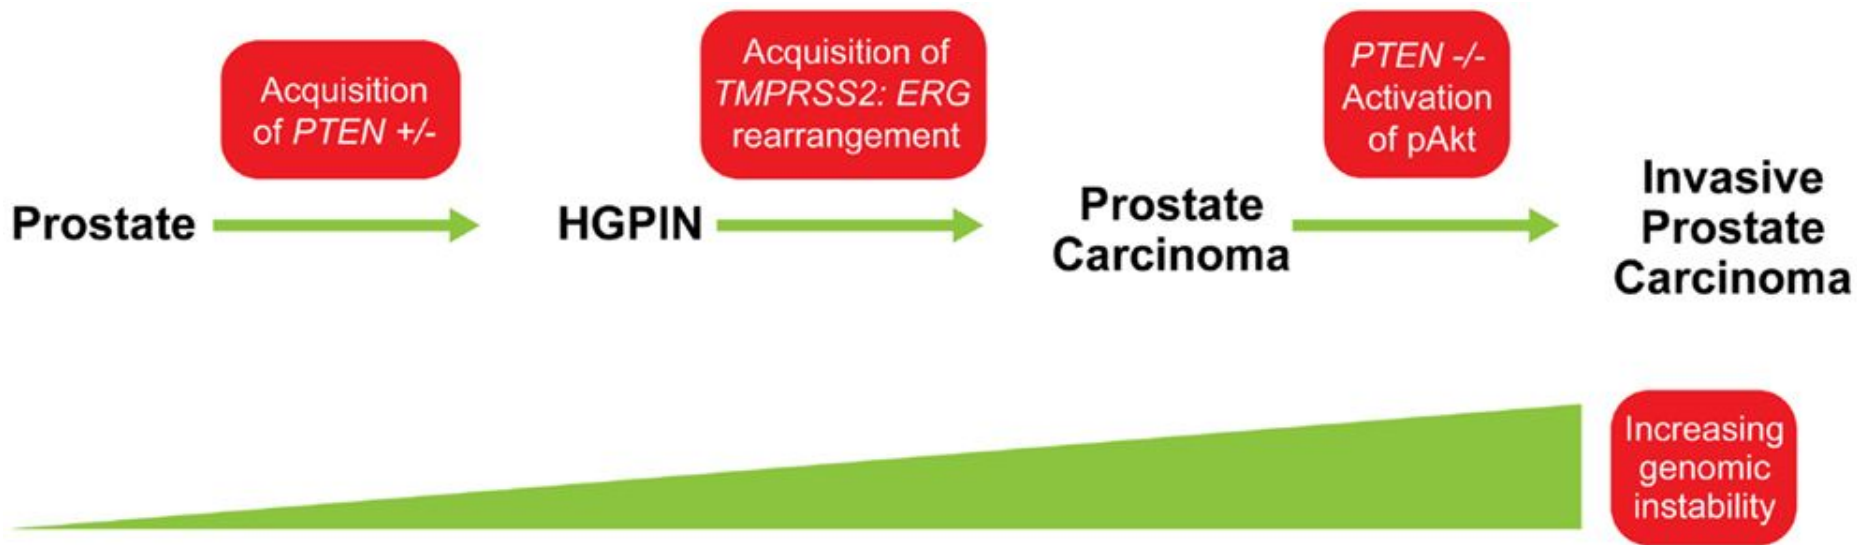 Acquisition
of PTEN +/-
Acquisition of
TMPRSS2: ERG
rearrangement
PTEN -/-
Activation
of pAkt
Prostate
HGPIN
Prostate
Carcinoma
Invasive
Prostate
Carcinoma
Increasing
genomic
instability